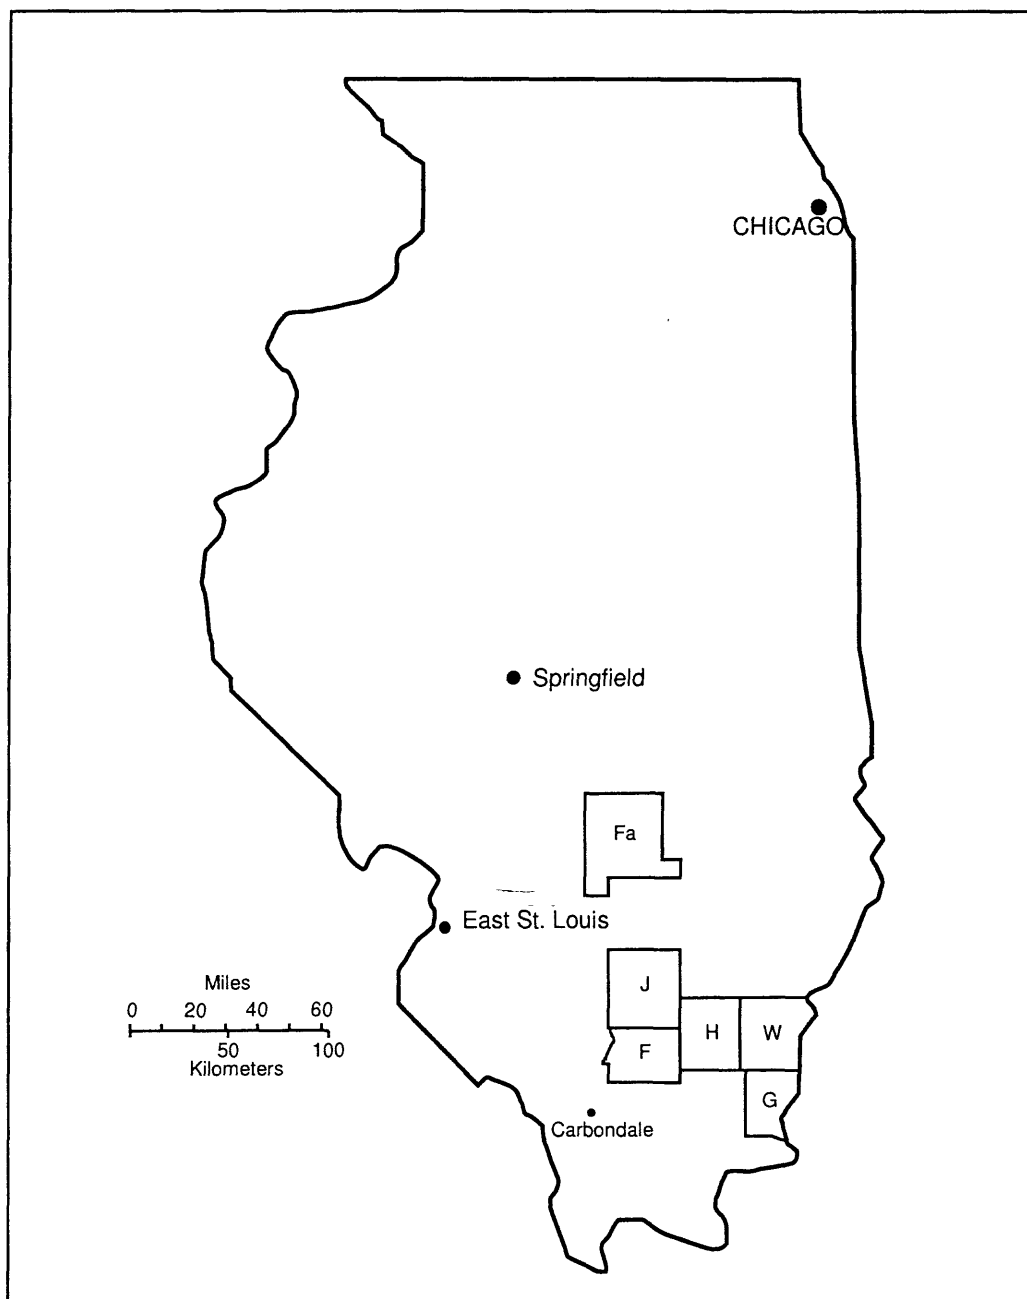 CHICAGO
Springfield
Fa
East St. Louis
J
Miles
0 20 40 60
50 100
Kilometers
H
W
F
G
Carbondale